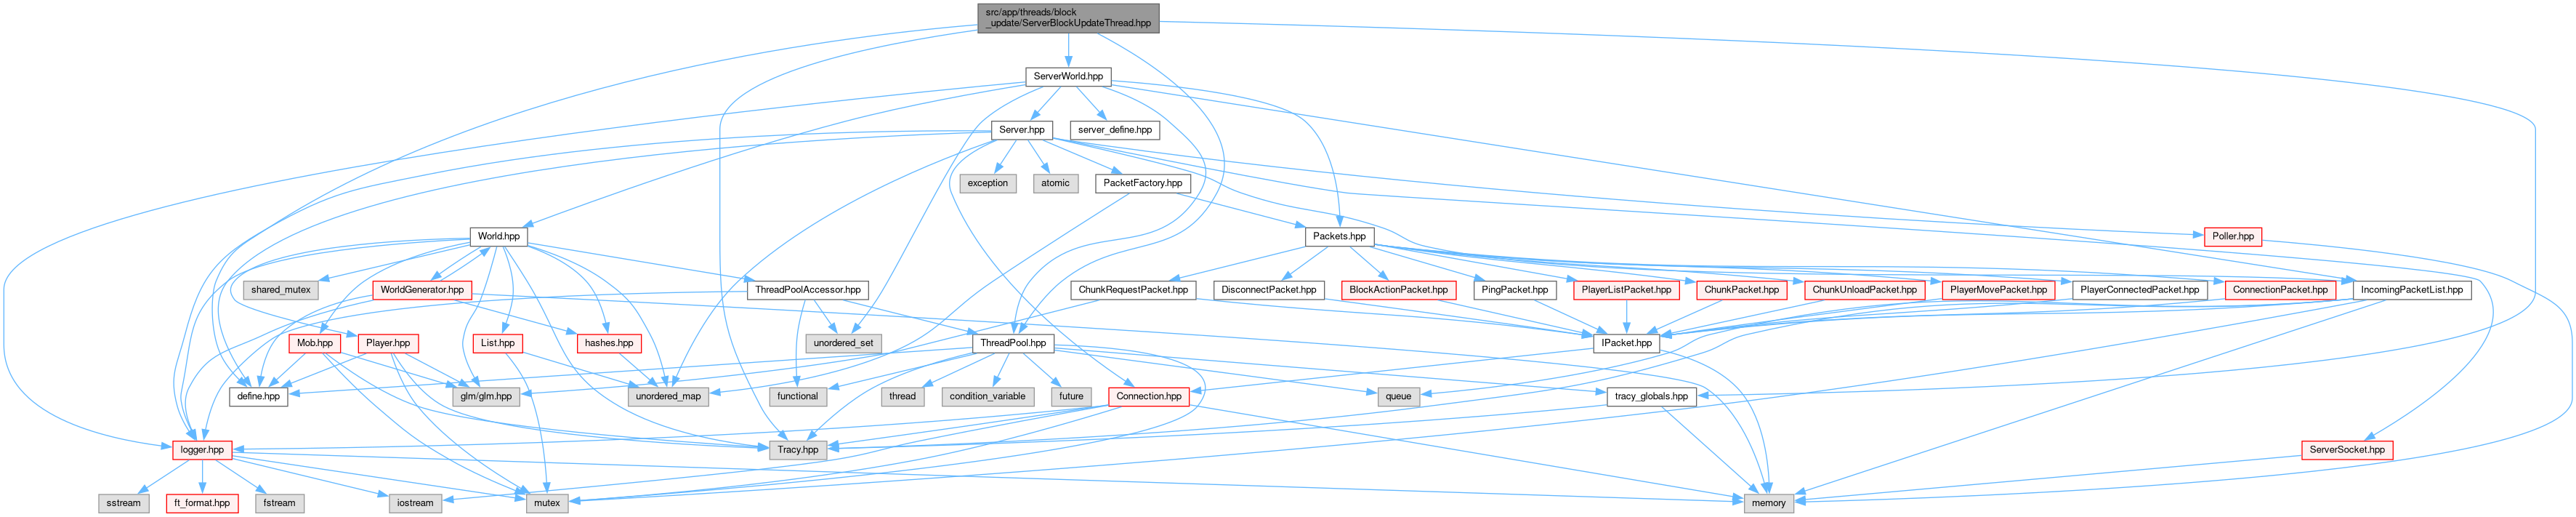 src/app/threads/block
_update/ServerBlockUpdateThread.hpp
ServerWorld.hpp
Server.hpp
server_define.hpp
exception
atomic
PacketFactory.hpp
World.hpp
Packets.hpp
Poller.hpp
shared_mutex
WorldGenerator.hpp
ThreadPoolAccessor.hpp
ChunkRequestPacket.hpp
DisconnectPacket.hpp
BlockActionPacket.hpp
PingPacket.hpp
PlayerListPacket.hpp
ChunkPacket.hpp
ChunkUnloadPacket.hpp
PlayerMovePacket.hpp
PlayerConnectedPacket.hpp
ConnectionPacket.hpp
IncomingPacketList.hpp
Mob.hpp
Player.hpp
List.hpp
hashes.hpp
unordered_set
ThreadPool.hpp
IPacket.hpp
define.hpp
glm/glm.hpp
unordered_map
functional
thread
condition_variable
future
Connection.hpp
queue
tracy_globals.hpp
logger.hpp
Tracy.hpp
ServerSocket.hpp
sstream
ft_format.hpp
fstream
iostream
mutex
memory